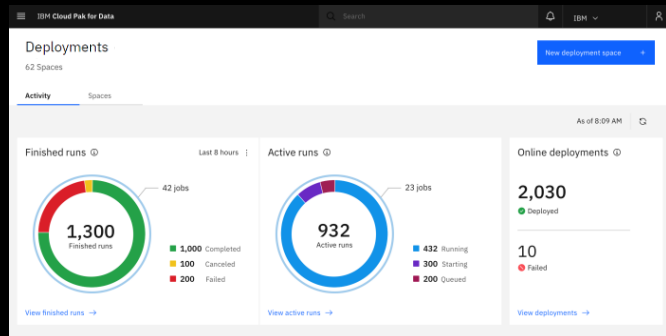 IBM Cloud Pak for Data
Search
IBM
Deployments
62 Spaces
New deployment space +
Activity
Spaces
As of 8:09 AM
Finished runs
Last 8 hours
42 jobs
1,300
Finished runs
1,000 Completed
100 Canceled
200 Failed
View finished runs →
Active runs
23 jobs
932
Active runs
432 Running
300 Starting
200 Queued
View active runs →
Online deployments
2,030
Deployed
10
Failed
View deployments →